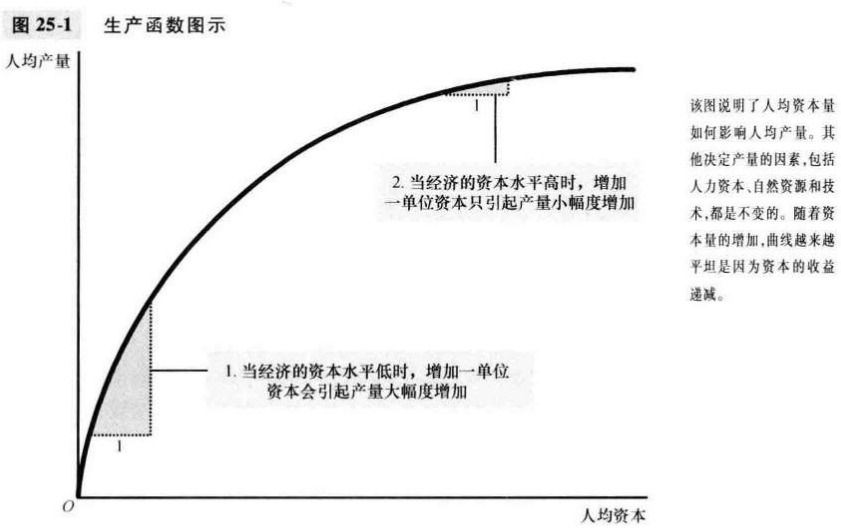 图 25-1 生产函数图示
人均产量
1
2. 当经济的资本水平高时，增加
一单位资本只引起产量小幅度增加
1. 当经济的资本水平低时，增加一单位
资本会引起产量大幅度增加
1
O
人均资本
该图说明了人均资本量
如何影响人均产量。其
他决定产量的因素,包括
人力资本、自然资源和技
术,都是不变的。随着资
本量的增加,曲线越来越
平坦是因为资本的收益
递减。